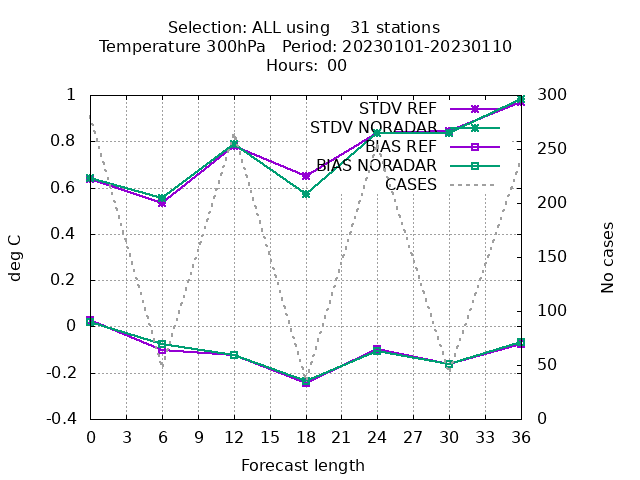 Selection: ALL using    31 stations
Temperature 300hPa   Period: 20230101-20230110
Hours:  00
1
0.8
0.6
0.4
0.2
0
-0.2
-0.4
deg C
STDV REF
STDV NORADAR
BIAS REF
BIAS NORADAR
CASES
300
250
200
150
100
50
0
No cases
0 3 6 9 12 15 18 21 24 27 30 33 36
Forecast length